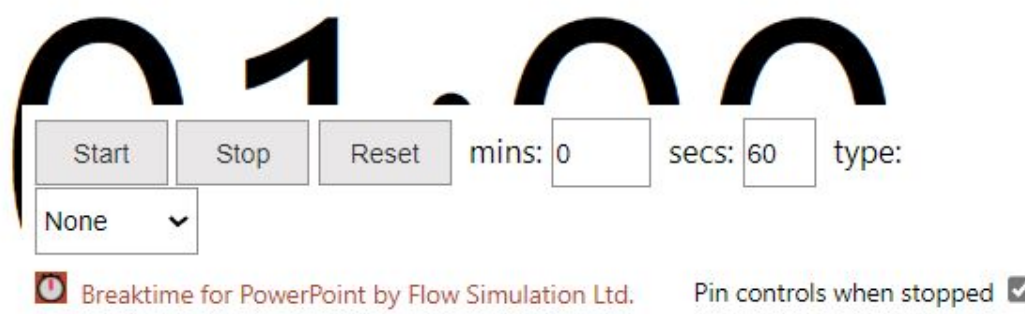 01:00
Start Stop Reset mins: 0 secs: 60 type:
None
Breaktime for PowerPoint by Flow Simulation Ltd. Pin controls when stopped